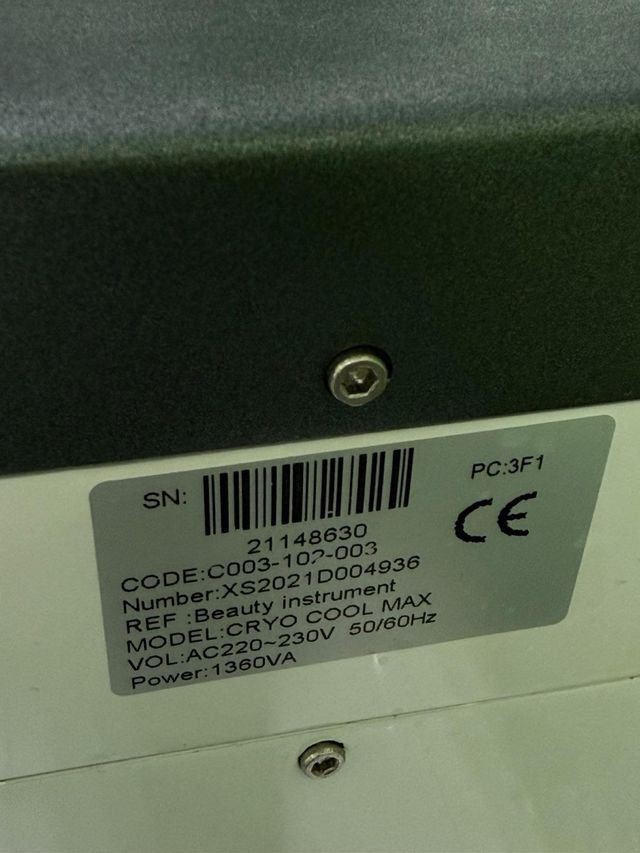 SN:
PC:3F1
CE
21148630
CODE:C003-102-003
Number:XS2021D004936
REF :Beauty instrument
MODEL:CRYO COOL MAX
VOL:AC220~230V 50/60Hz
Power:1360VA